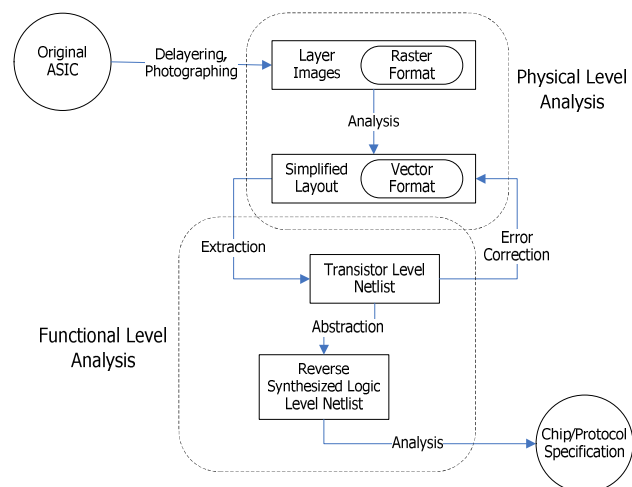 Original
ASIC
Delayering,
Photographing
Layer
Images
Raster
Format
Physical Level
Analysis
Analysis
Simplified
Layout
Vector
Format
Extraction
Error
Correction
Transistor Level
Netlist
Abstraction
Functional Level
Analysis
Reverse
Synthesized Logic
Level Netlist
Analysis
Chip/Protocol
Specification